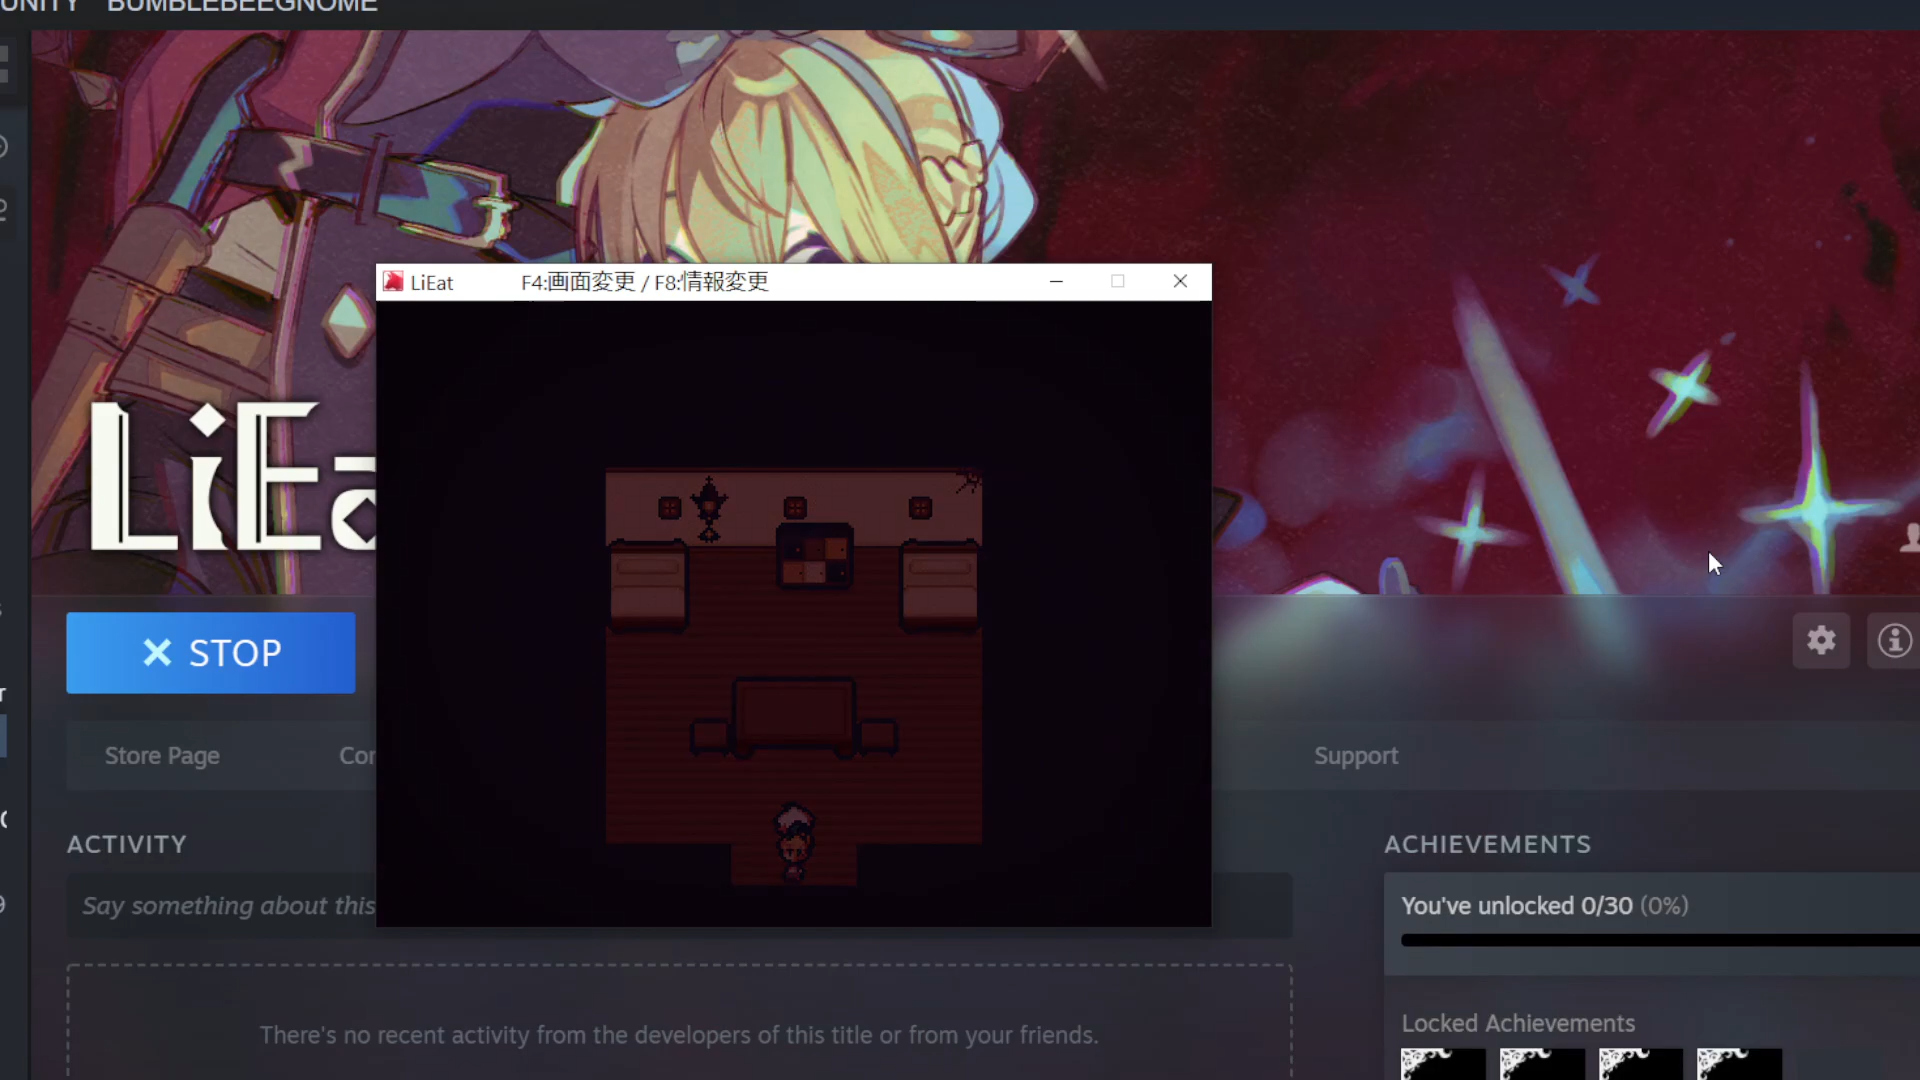 BUMBLEBEEGNOME
LiEat F4:画面変更 / F8:情報変更
STOP
Store Page
Support
ACTIVITY
ACHIEVEMENTS
Say something about this
You've unlocked 0/30 (0%)
There's no recent activity from the developers of this title or from your friends.
Locked Achievements